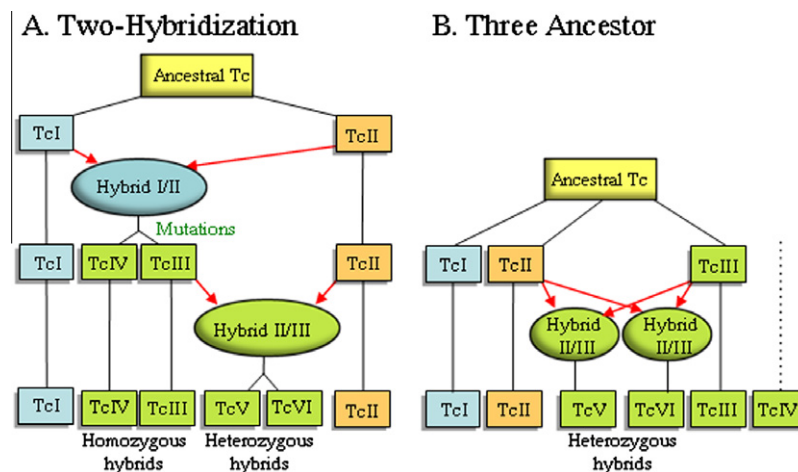 A. Two-Hybridization
Ancestral Tc
TcI
TcII
Hybrid I/II
Mutations
TcI
TcIV
TcIII
TcII
Hybrid II/III
TcI
TcIV
TcIII
TcV
TcVI
TcII
Homozygous
hybrids
Heterozygous
hybrids
B. Three Ancestor
Ancestral Tc
TcI
TcII
TcIII
Hybrid
II/III
Hybrid
II/III
TcI
TcII
TcV
TcVI
TcIII
TcIV
Heterozygous
hybrids